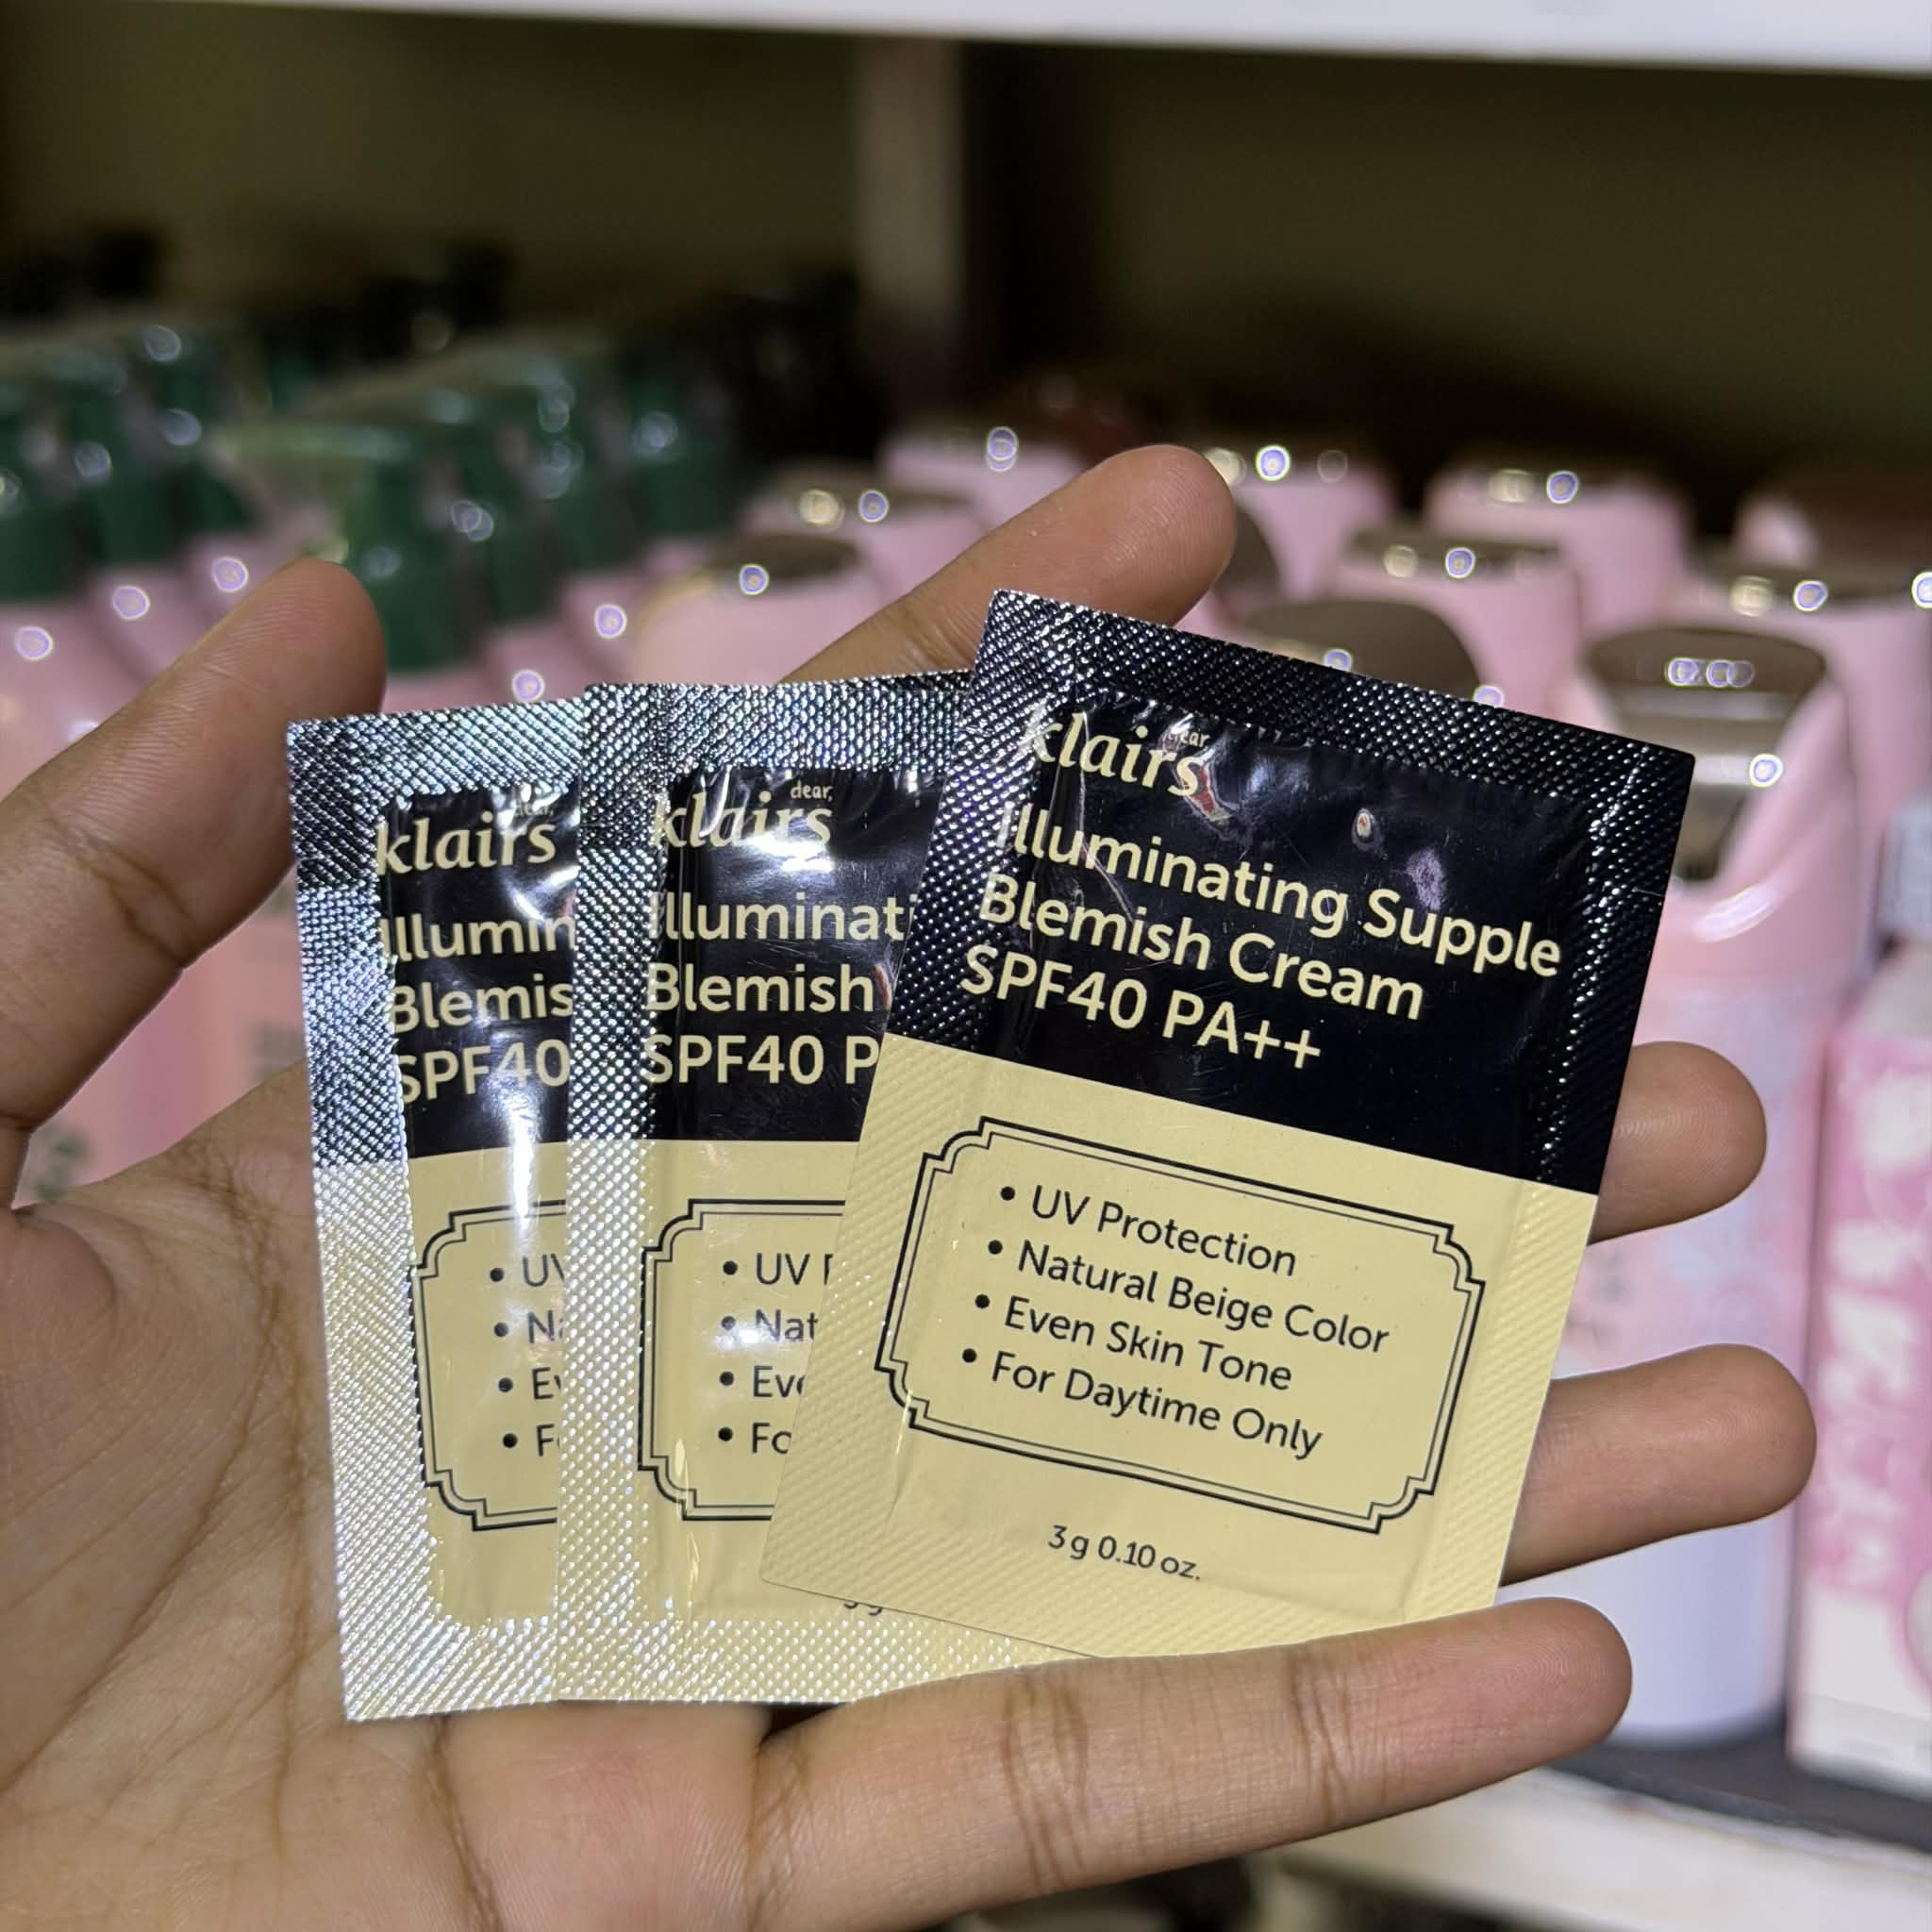 dear,
klairs
Illumin
Blemis
SPF40
• UV
• Na
• Ev
• F
dear,
klairs
Illuminati
Blemish
SPF40 P
• UV P
• Nat
• Eve
• Fo
dear,
klairs
Illuminating Supple
Blemish Cream
SPF40 PA++
• UV Protection
• Natural Beige Color
• Even Skin Tone
• For Daytime Only
3 g 0.10 oz.